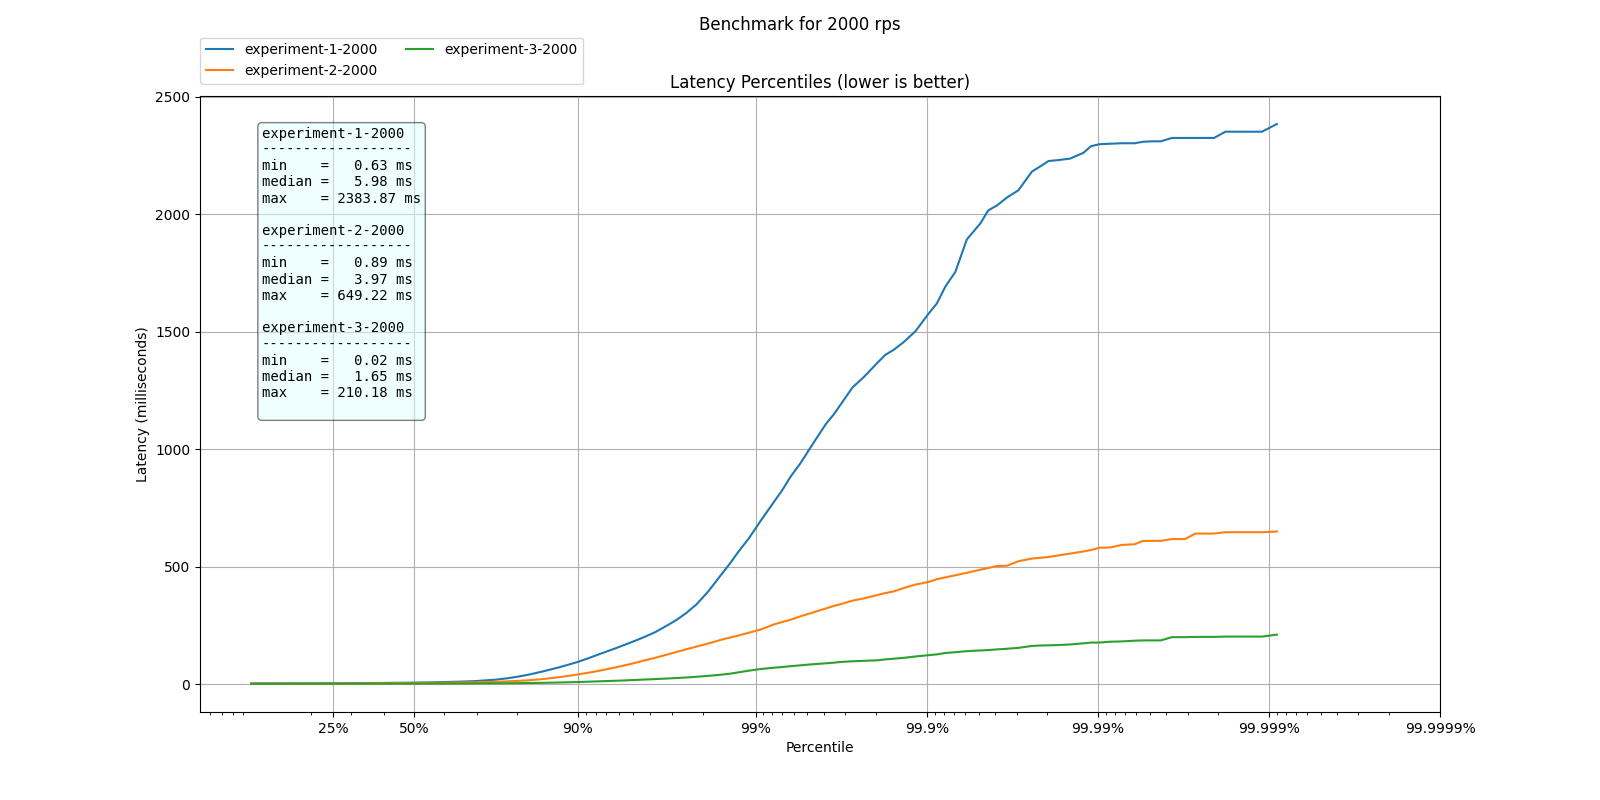 Benchmark for 2000 rps
experiment-1-2000
experiment-2-2000
experiment-3-2000
Latency Percentiles (lower is better)
2500
2000
1500
1000
500
0
Latency (milliseconds)
experiment-1-2000
------------------
min    =   0.63 ms
median =   5.98 ms
max    = 2383.87 ms
experiment-2-2000
------------------
min    =   0.89 ms
median =   3.97 ms
max    = 649.22 ms
experiment-3-2000
------------------
min    =   0.02 ms
median =   1.65 ms
max    = 210.18 ms
25% 50% 90% 99% 99.9% 99.99% 99.999% 99.9999%
Percentile